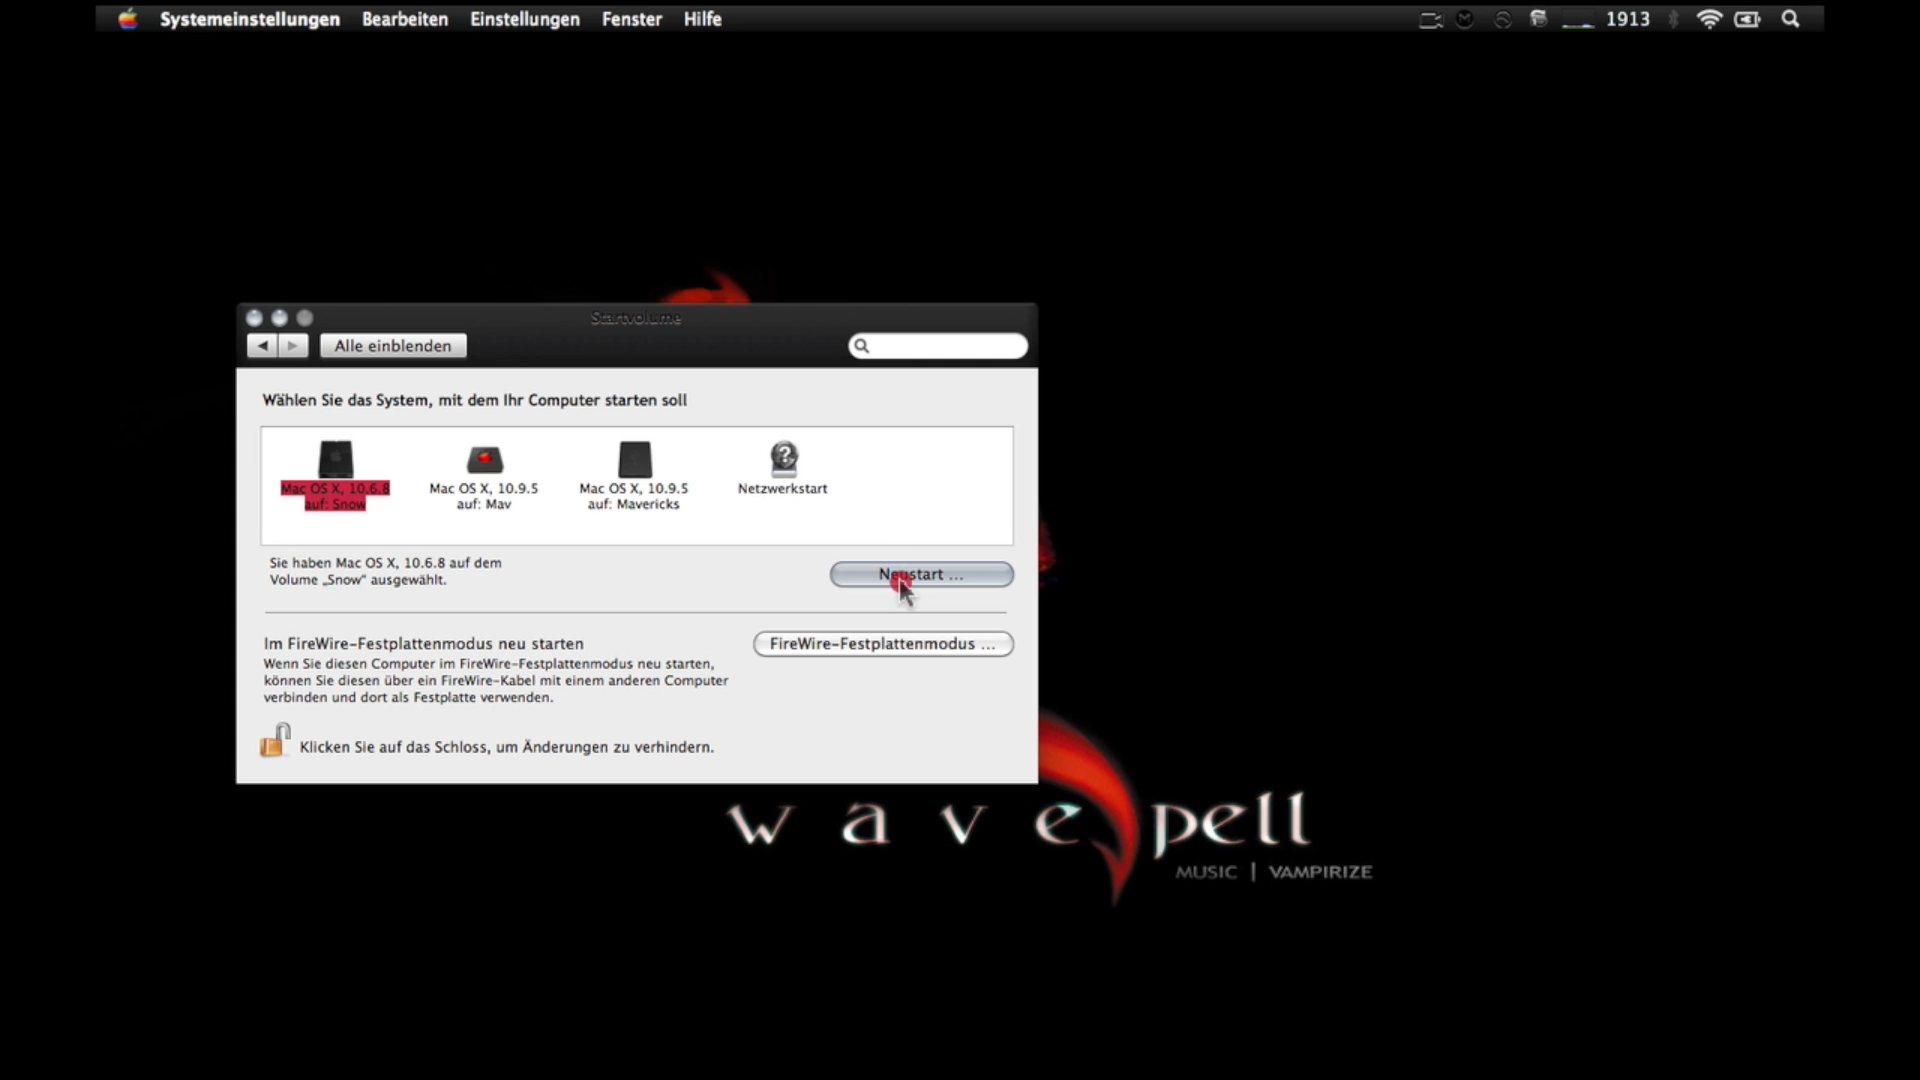 Systemeinstellungen Bearbeiten Einstellungen Fenster Hilfe 1913
Startvolume
Alle einblenden
Wählen Sie das System, mit dem Ihr Computer starten soll
Mac OS X, 10.6.8
auf: Snow
Mac OS X, 10.9.5
auf: Mav
Mac OS X, 10.9.5
auf: Mavericks
Netzwerkstart
Sie haben Mac OS X, 10.6.8 auf dem
Volume „Snow“ ausgewählt.
Neustart ...
Im FireWire-Festplattenmodus neu starten
FireWire-Festplattenmodus ...
Wenn Sie diesen Computer im FireWire-Festplattenmodus neu starten,
können Sie diesen über ein FireWire-Kabel mit einem anderen Computer
verbinden und dort als Festplatte verwenden.
Klicken Sie auf das Schloss, um Änderungen zu verhindern.
wavepell
MUSIC | VAMPIRIZE